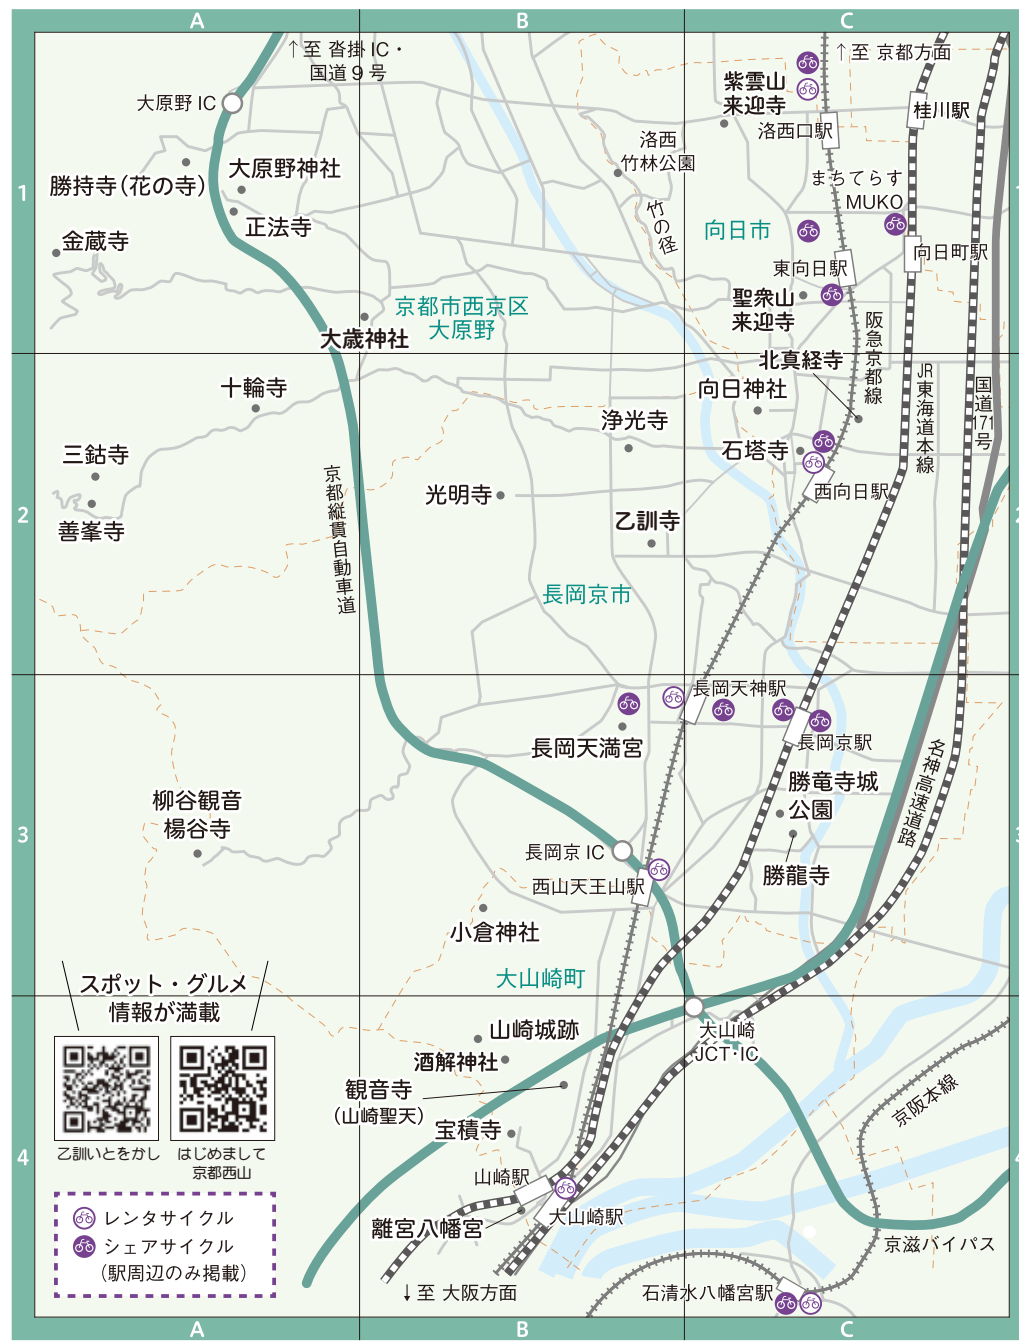 A
B
C
↑至 沓掛IC・
国道9号
↑至 京都方面
大原野IC
紫雲山
来迎寺
桂川駅
洛西口駅
洛西
竹林公園
勝持寺(花の寺)
大原野神社
まちてらす
MUKO
1
1
正法寺
竹の径
向日市
金蔵寺
向日町駅
東向日駅
聖衆山
来迎寺
京都市西京区
大原野
大歳神社
阪急京都線
北真経寺
JR東海道本線
国道171号
十輪寺
向日神社
浄光寺
石塔寺
三鈷寺
京都縦貫自動車道
光明寺
西向日駅
2
2
善峯寺
乙訓寺
長岡京市
長岡天神駅
長岡天満宮
長岡京駅
名神高速道路
勝竜寺城
公園
柳谷観音
楊谷寺
3
3
長岡京IC
勝龍寺
西山天王山駅
小倉神社
大山崎町
スポット・グルメ
情報が満載
山崎城跡
大山崎
JCT・IC
酒解神社
観音寺
(山崎聖天)
京阪本線
宝積寺
乙訓いとをかし
はじめまして
京都西山
4
4
山崎駅
レンタサイクル
大山崎駅
離宮八幡宮
シェアサイクル
(駅周辺のみ掲載)
京滋バイパス
↓至 大阪方面
石清水八幡宮駅
A
B
C